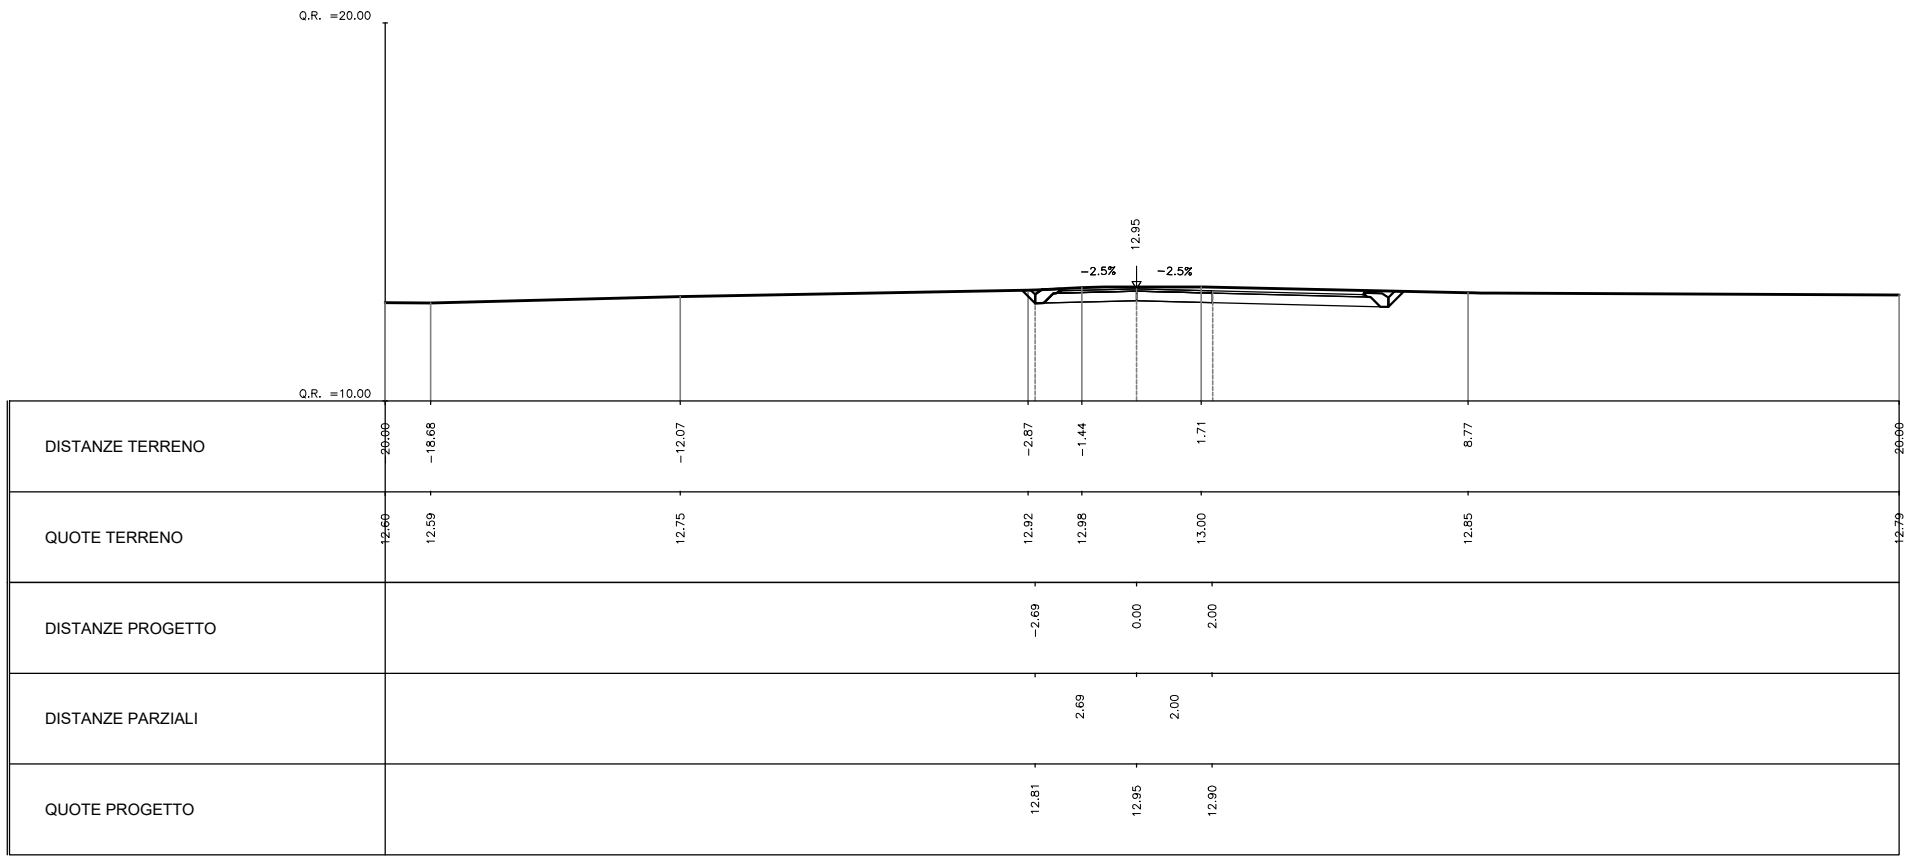 Q.R. =20.00
12.95
-2.5% -2.5%
Q.R. =10.00
DISTANZE TERRENO -20.00 -18.68 -12.07 -2.87 -1.44 1.71 8.77 20.00
QUOTE TERRENO 12.60 12.59 12.75 12.92 12.98 13.00 12.85 12.79
DISTANZE PROGETTO -2.69 0.00 2.00
DISTANZE PARZIALI 2.69 2.00
QUOTE PROGETTO 12.81 12.95 12.90